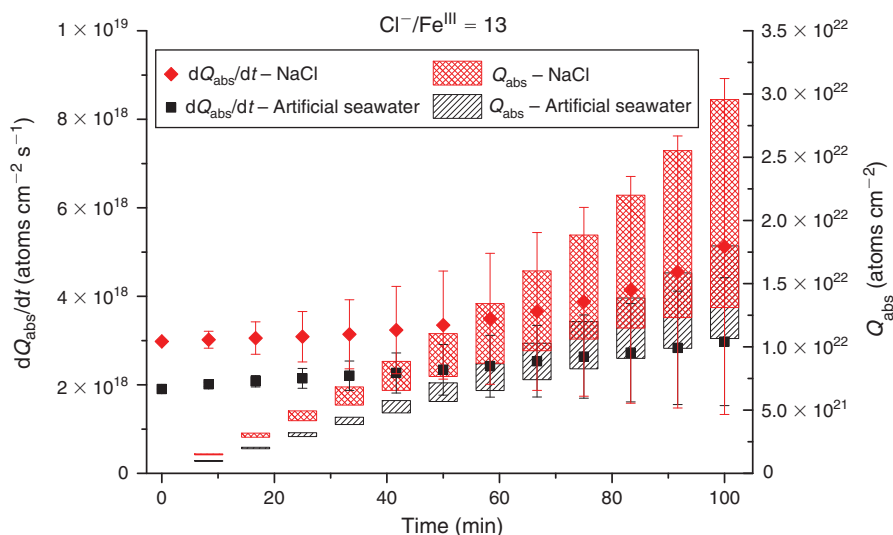 Cl⁻/Feᴵᴵᴵ = 13
dQabs/dt – NaCl
dQabs/dt – Artificial seawater
Qabs – NaCl
Qabs – Artificial seawater
dQabs/dt (atoms cm⁻² s⁻¹)
1 × 10¹⁹
8 × 10¹⁸
6 × 10¹⁸
4 × 10¹⁸
2 × 10¹⁸
0
3.5 × 10²²
3.0 × 10²²
2.5 × 10²²
2.0 × 10²²
1.5 × 10²²
1.0 × 10²²
5.0 × 10²¹
0
Qabs (atoms cm⁻²)
0 20 40 60 80 100
Time (min)